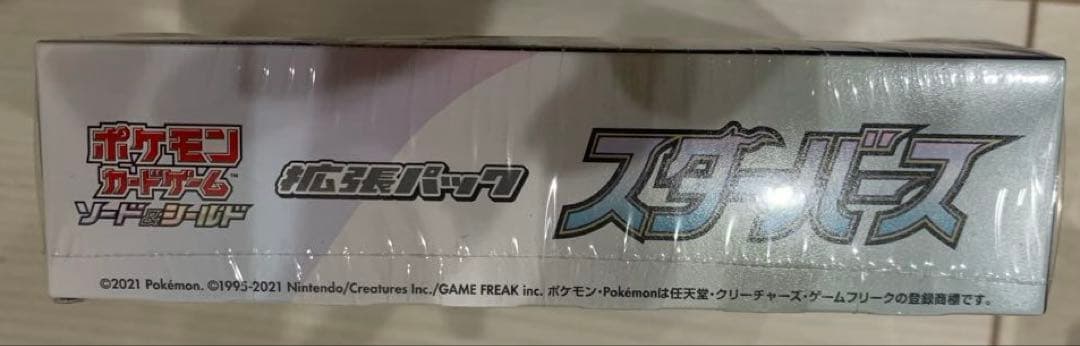 ポケモン
カードゲーム™
ソード&シールド
拡張パック
スターバース
©2021 Pokémon. ©1995-2021 Nintendo/Creatures Inc./GAME FREAK inc. ポケモン・Pokémonは任天堂・クリーチャーズ・ゲームフリークの登録商標です。